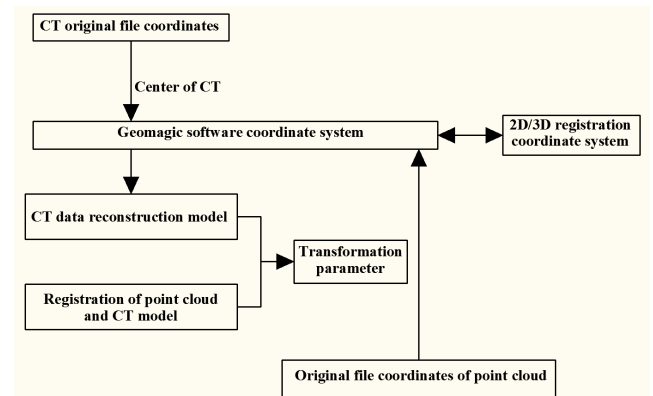 CT original file coordinates
Center of CT
Geomagic software coordinate system
2D/3D registration
coordinate system
CT data reconstruction model
Transformation
parameter
Registration of point cloud
and CT model
Original file coordinates of point cloud